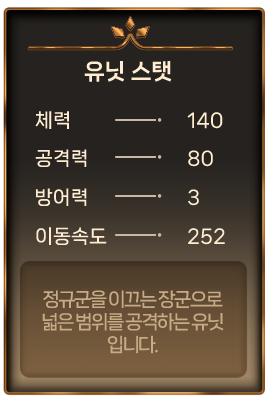 유닛 스탯
체력 140
공격력 80
방어력 3
이동속도 252
정규군을 이끄는 장군으로
넓은 범위를 공격하는 유닛
입니다.